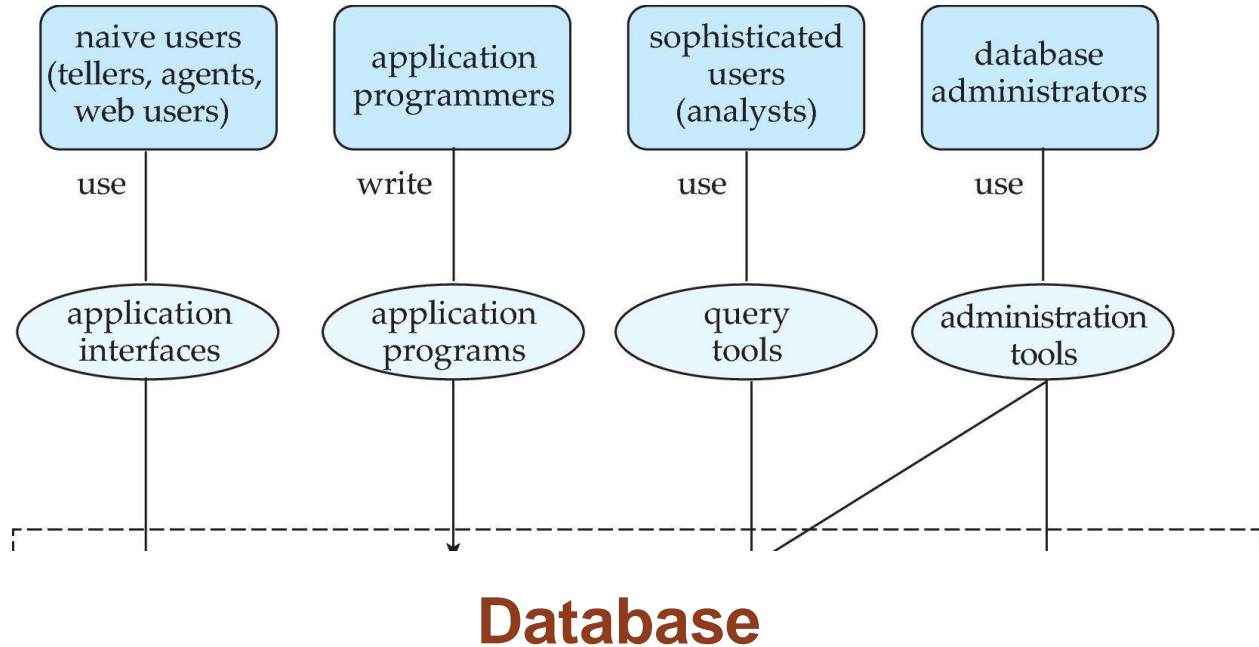 naive users
(tellers, agents,
web users)
application
programmers
sophisticated
users
(analysts)
database
administrators
use
write
use
use
application
interfaces
application
programs
query
tools
administration
tools
Database